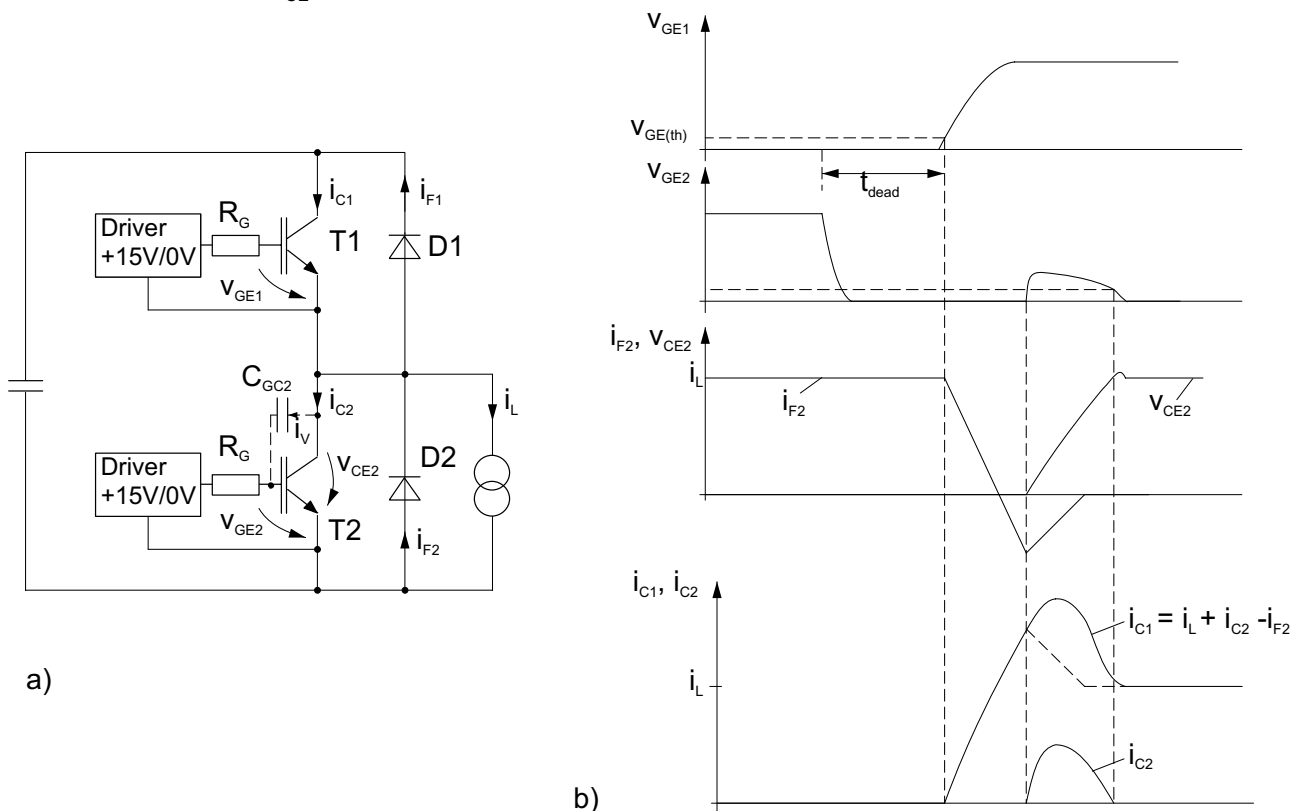 GE
i_C1
i_F1
Driver
+15V/0V
R_G
T1
D1
v_GE1
C_GC2
i_C2
i_L
i_V
Driver
+15V/0V
R_G
v_CE2
D2
v_GE2
T2
i_F2
a)
v_GE1
v_GE(th)
v_GE2
t_dead
i_F2, v_CE2
i_L
i_F2
v_CE2
i_C1, i_C2
i_C1 = i_L + i_C2 -i_F2
i_L
i_C2
b)